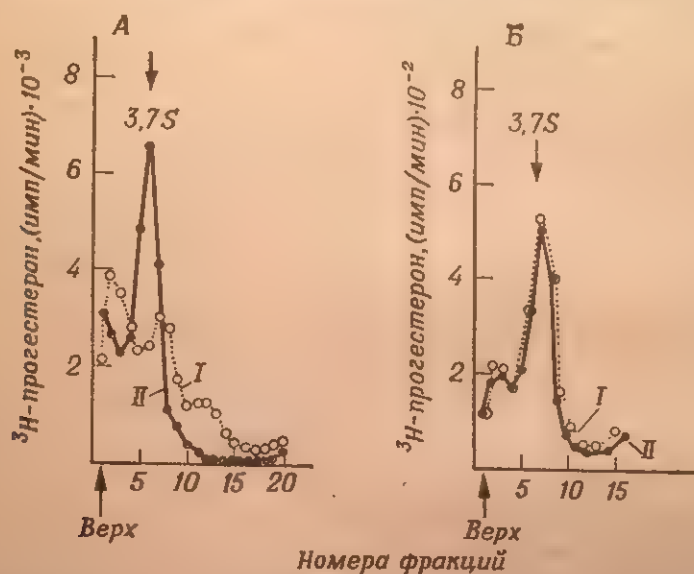 А
³H-прогестерон, (имп/мин)·10⁻³
8
6
4
2
3,7S
I
II
5
10
15
20
Верх
Б
³H-прогестерон, (имп/мин)·10⁻²
8
6
4
2
3,7S
I
II
5
10
15
Верх
Номера фракций